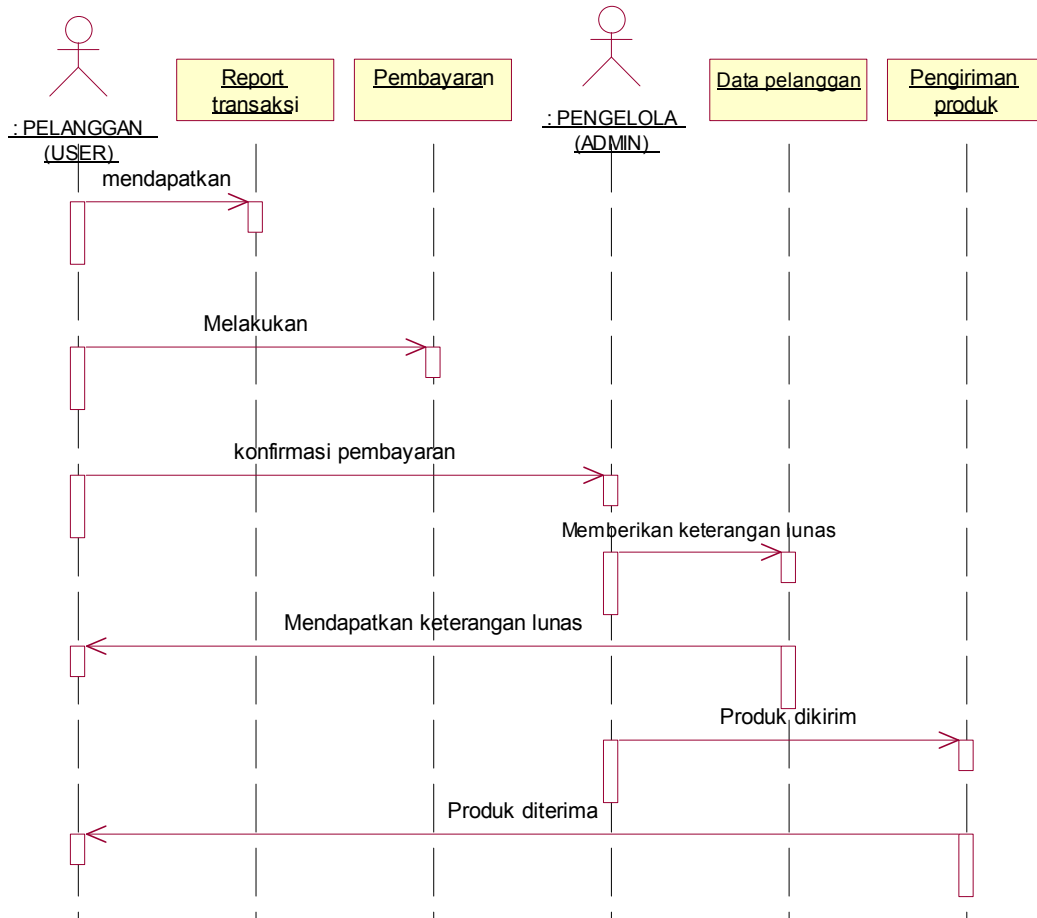 : PELANGGAN
(USER)
Report
transaksi
Pembayaran
: PENGELOLA
(ADMIN)
Data pelanggan
Pengiriman
produk
mendapatkan
Melakukan
konfirmasi pembayaran
Memberikan keterangan lunas
Mendapatkan keterangan lunas
Produk dikirim
Produk diterima